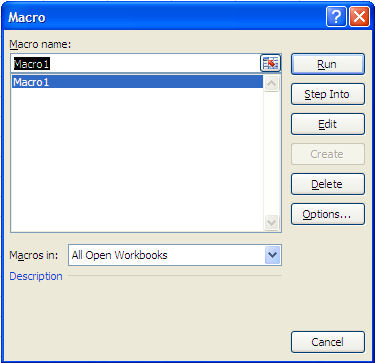 Macro
Macro name:
Macro1
Macro1
Run
Step Into
Edit
Create
Delete
Options...
Macros in: All Open Workbooks
Description
Cancel